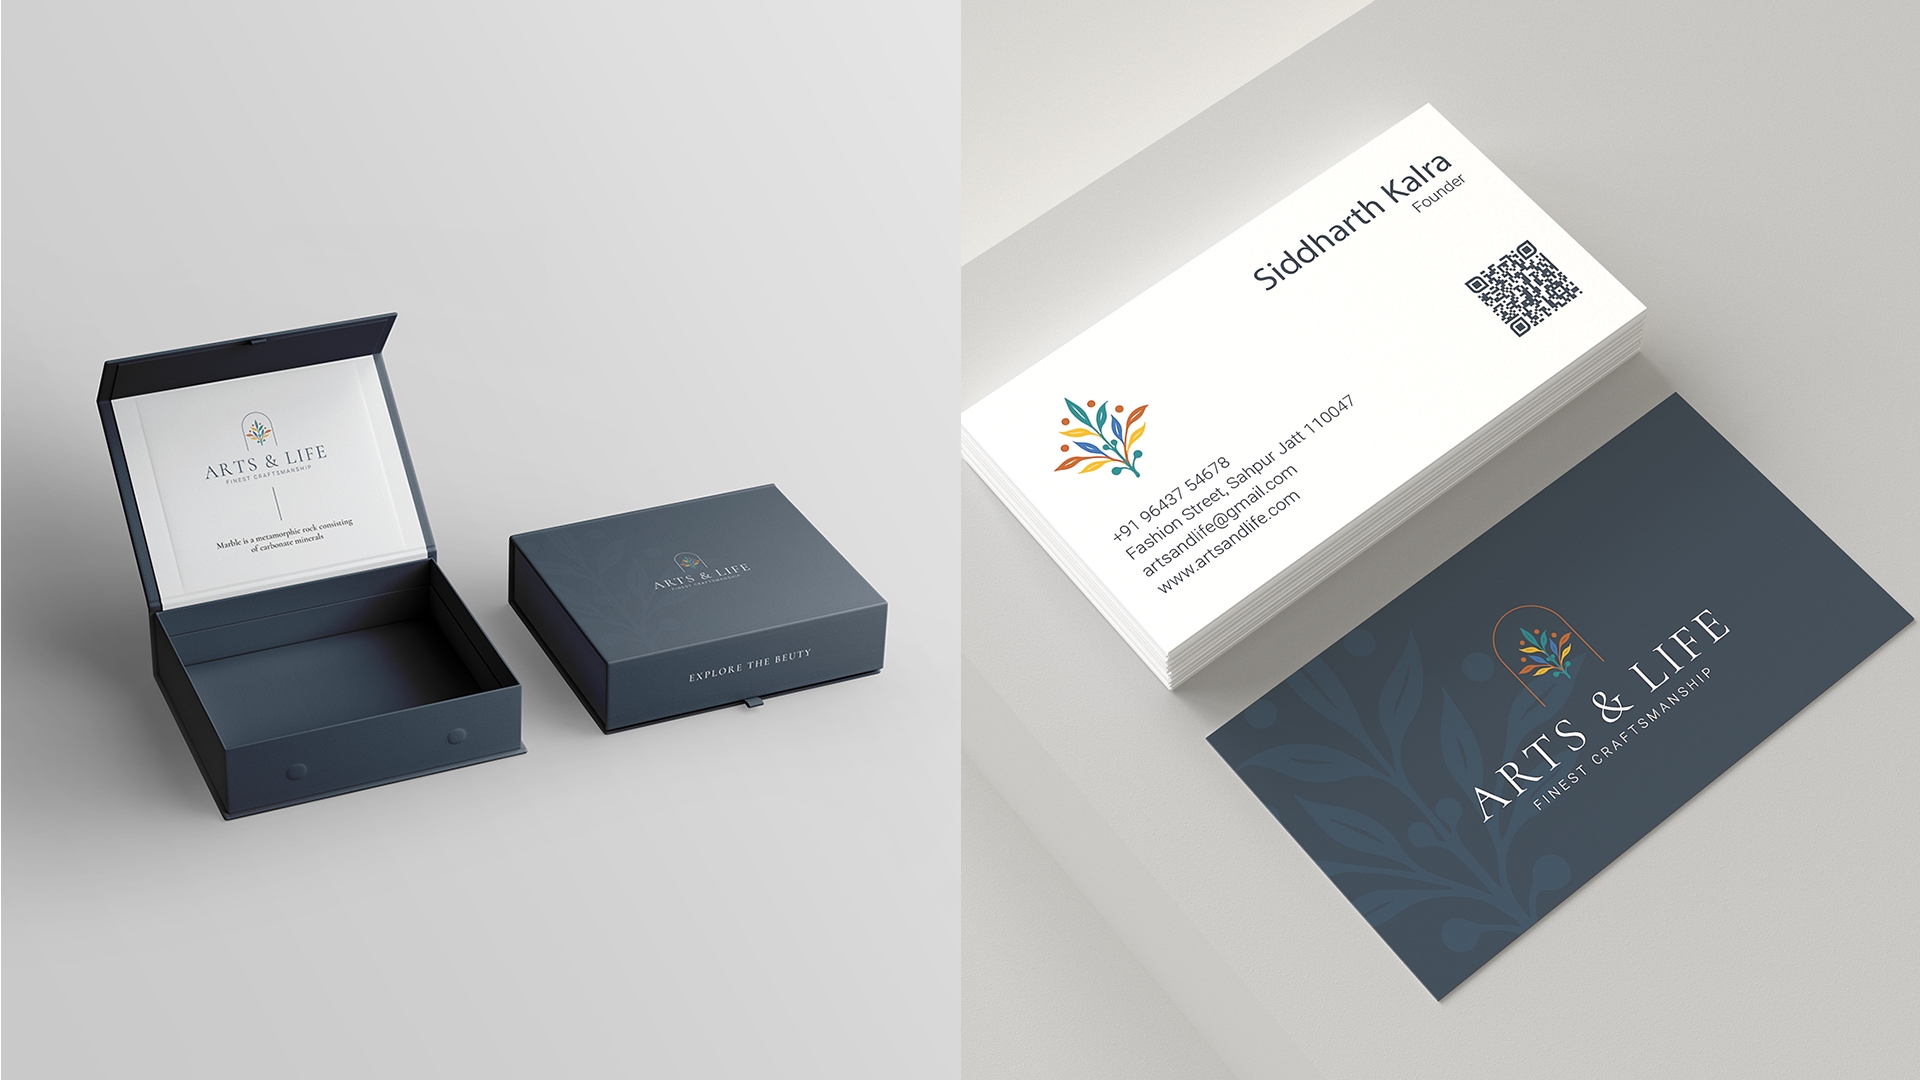 ARTS & LIFE
FINEST CRAFTSMANSHIP
Marble is a metamorphic rock consisting
of carbonate minerals
ARTS & LIFE
FINEST CRAFTSMANSHIP
EXPLORE THE BEUTY
Siddharth Kalra
Founder
+91 96437 54678
Fashion Street, Sahpur Jatt 110047
artsandlife@gmail.com
www.artsandlife.com
ARTS & LIFE
FINEST CRAFTSMANSHIP